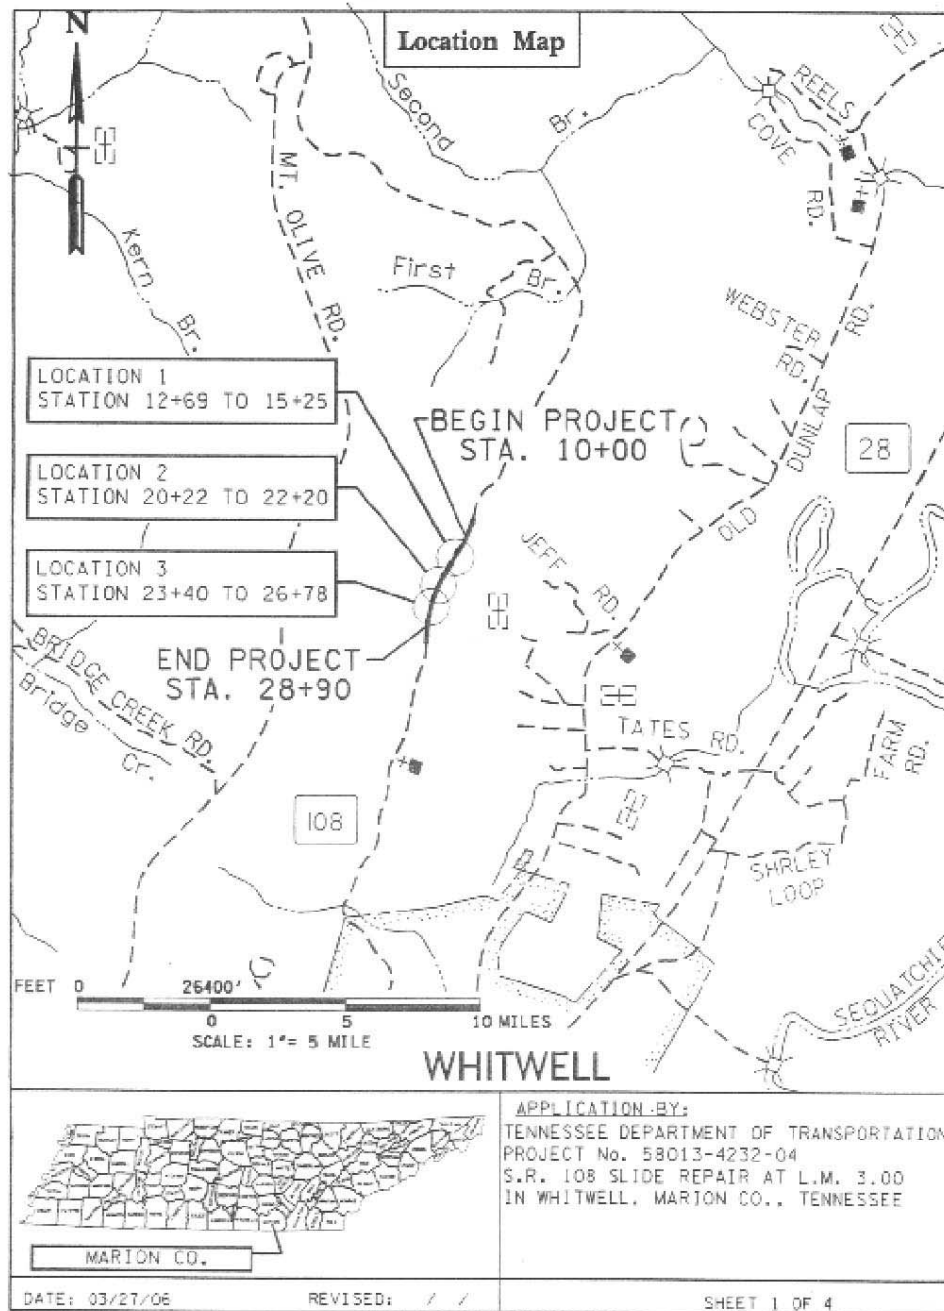 Location Map
N
Second
Br.
REELS
COVE
RD.
MT. OLIVE RD.
Kern
Br.
First
Br.
WEBSTER
RD.
LOCATION 1
STATION 12+69 TO 15+25
BEGIN PROJECT
STA. 10+00
OLD DUNLAP RD.
28
LOCATION 2
STATION 20+22 TO 22+20
JEFF RD.
LOCATION 3
STATION 23+40 TO 26+78
END PROJECT
STA. 28+90
BRIDGE CREEK RD.
Bridge
Cr.
TATES RD.
FARM
RD.
108
SHRLEY
LOOP
SEQUATCHIE
RIVER
FEET 0 26400'
0 5 10 MILES
SCALE: 1"= 5 MILE
WHITWELL
MARION CO.
APPLICATION BY:
TENNESSEE DEPARTMENT OF TRANSPORTATION
PROJECT No. 58013-4232-04
S.R. 108 SLIDE REPAIR AT L.M. 3.00
IN WHITWELL, MARION CO., TENNESSEE
DATE: 03/27/06
REVISED: / /
SHEET 1 OF 4